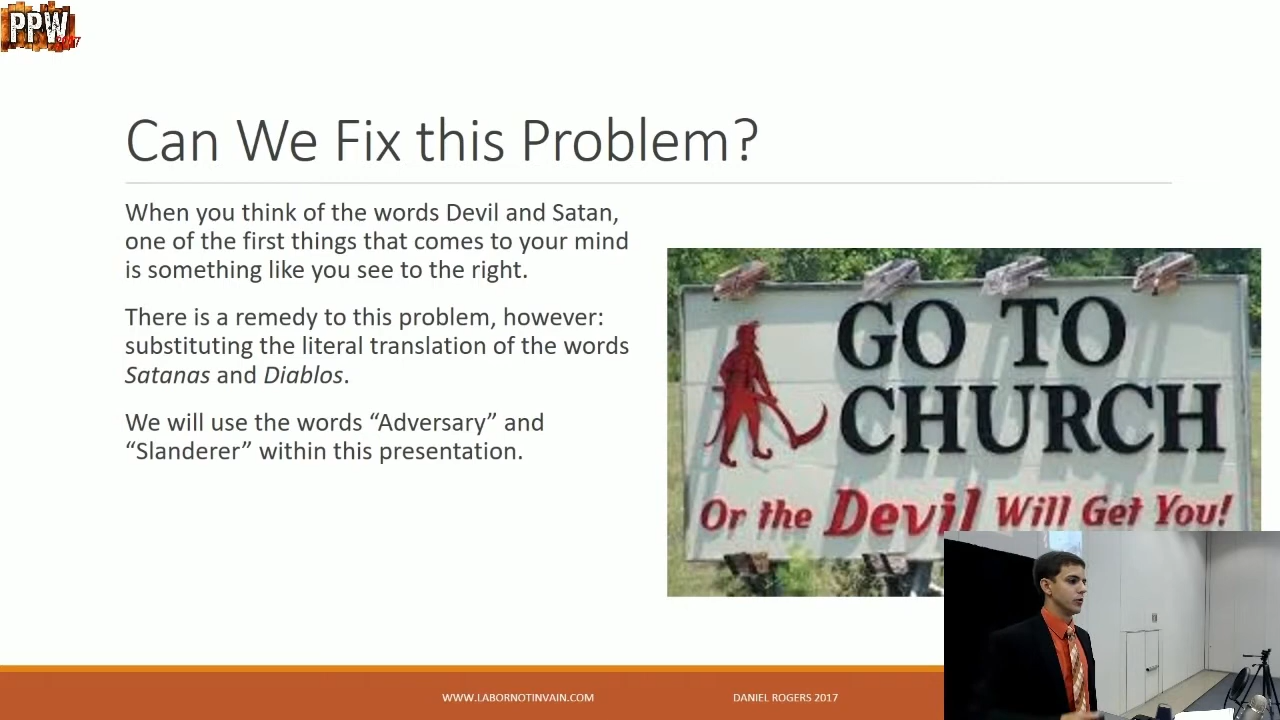 PPW
Can We Fix this Problem?
When you think of the words Devil and Satan,
one of the first things that comes to your mind
is something like you see to the right.
There is a remedy to this problem, however:
substituting the literal translation of the words
Satanas and Diablos.
We will use the words “Adversary” and
“Slanderer” within this presentation.
GO TO
CHURCH
Or the Devil Will Get You!
WWW.LABORNOTINVAIN.COM
DANIEL ROGERS 2017